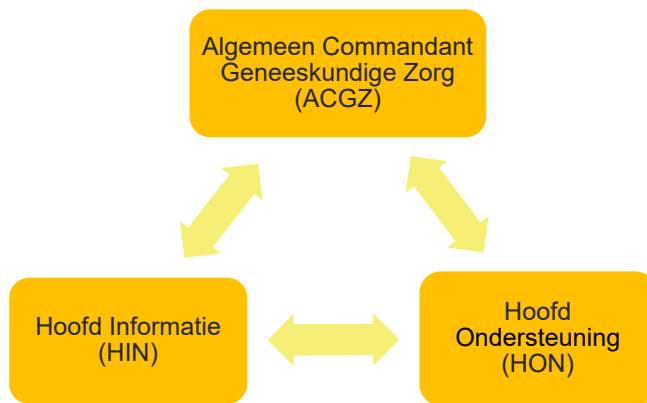 Algemeen Commandant
Geneeskundige Zorg
(ACGZ)
Hoofd Informatie
(HIN)
Hoofd
Ondersteuning
(HON)